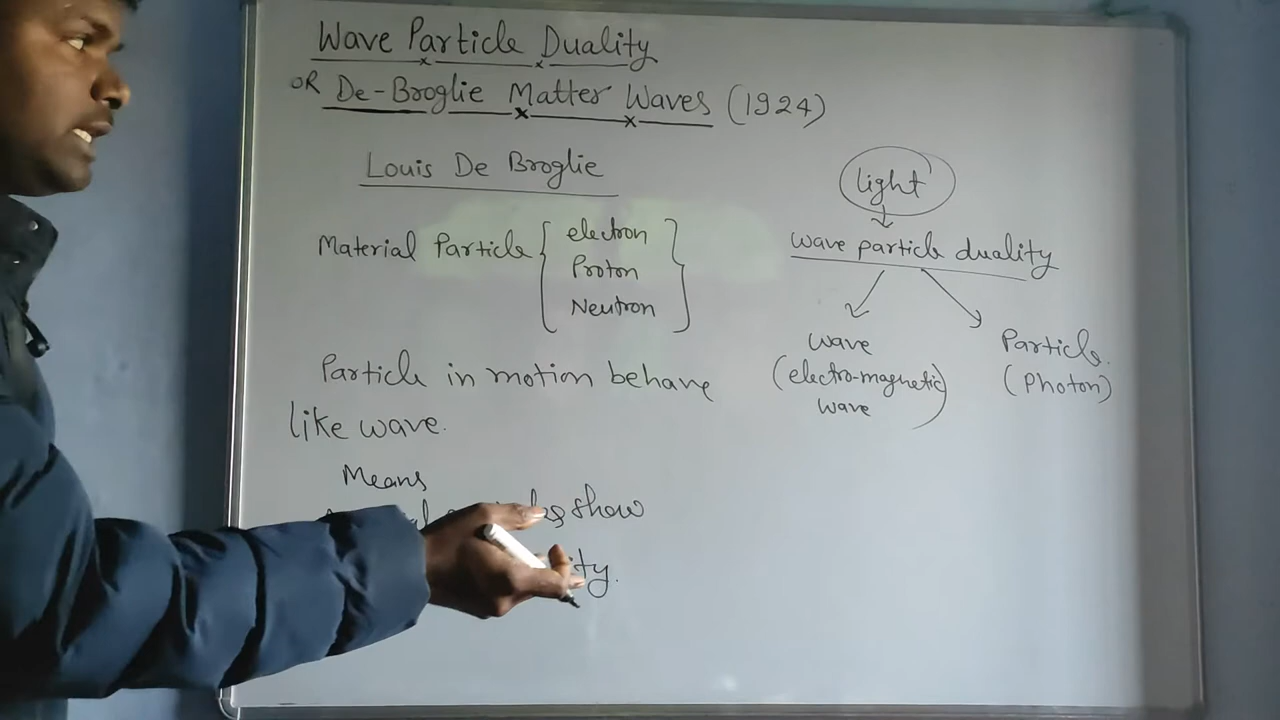 Wave Particle Duality
OR De-Broglie Matter Waves (1924)
Louis De Broglie
Material Particle { electron
Proton
Neutron }
Particle in motion behave
like wave.
Means
show
light
wave particle duality
wave
(electro-magnetic)
wave
Particle.
(Photon)